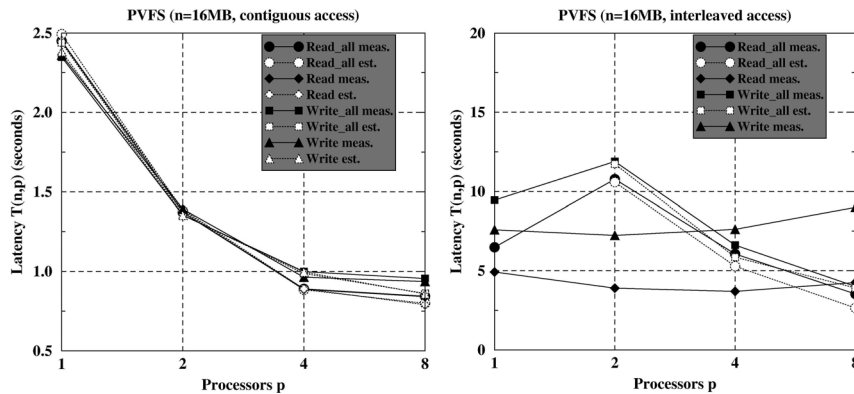 PVFS (n=16MB, contiguous access)
2.5
2.0
1.5
1.0
0.5
Latency T(n,p) (seconds)
Read_all meas.
Read_all est.
Read meas.
Read est.
Write_all meas.
Write_all est.
Write meas.
Write est.
1 2 4 8
Processors p
PVFS (n=16MB, interleaved access)
20
15
10
5
0
Latency T(n,p) (seconds)
Read_all meas.
Read_all est.
Read meas.
Write_all meas.
Write_all est.
Write meas.
1 2 4 8
Processors p